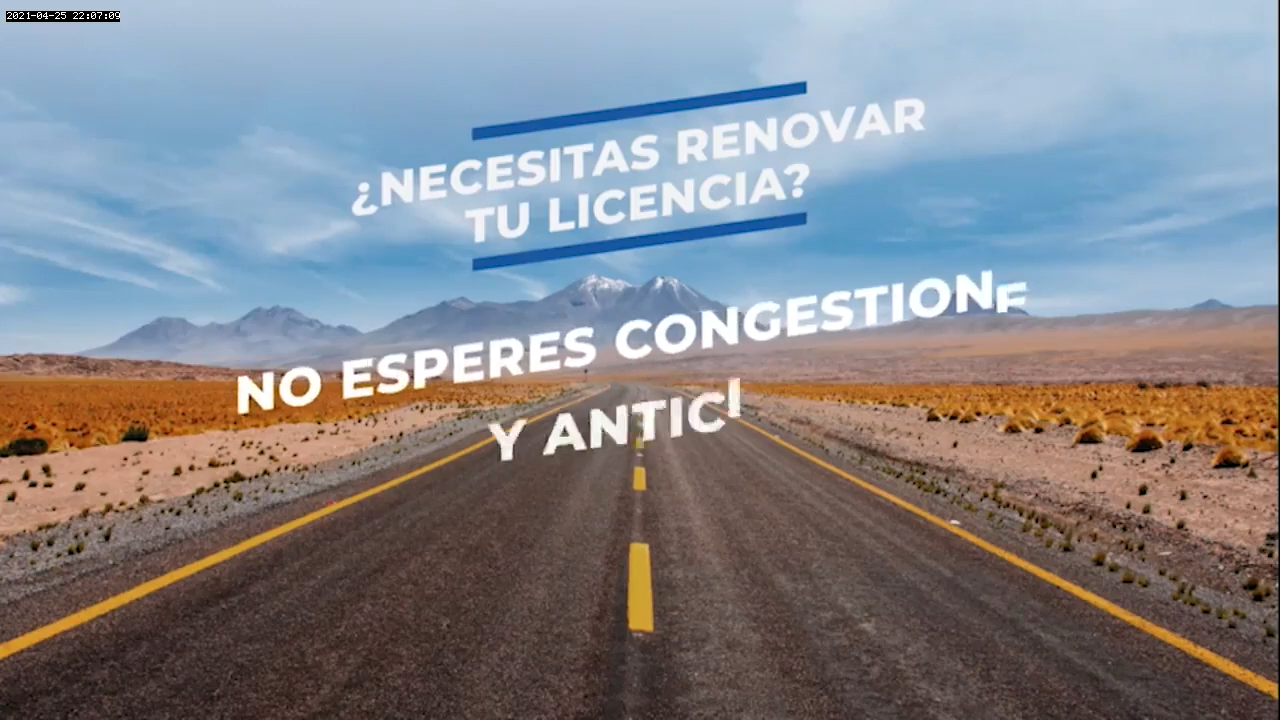 2021-04-25 22:07:09
¿NECESITAS RENOVAR
TU LICENCIA?
NO ESPERES CONGESTIONE
Y ANTICI